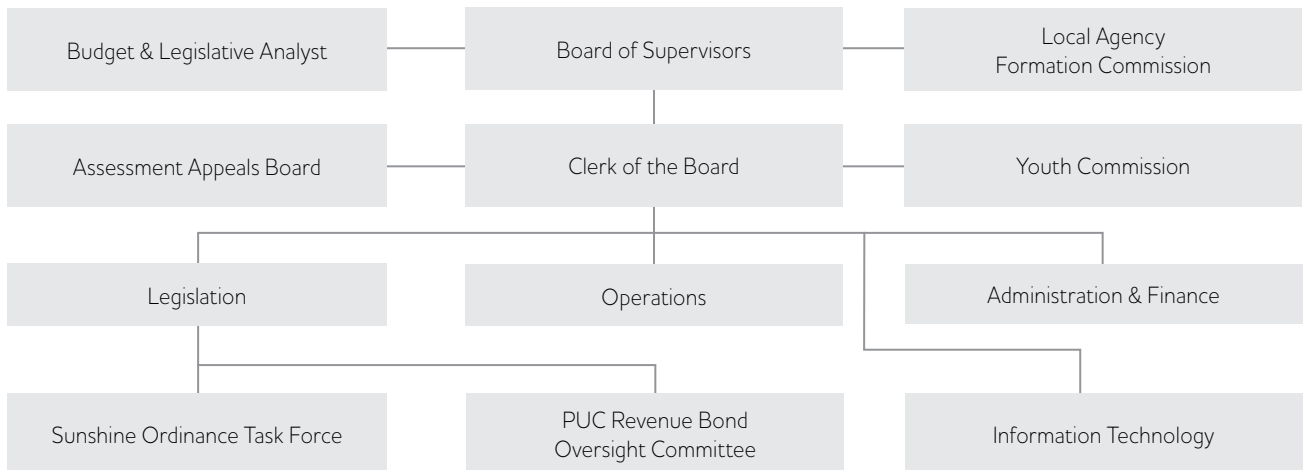 Budget & Legislative Analyst
Board of Supervisors
Local Agency
Formation Commission
Assessment Appeals Board
Clerk of the Board
Youth Commission
Legislation
Operations
Administration & Finance
Sunshine Ordinance Task Force
PUC Revenue Bond
Oversight Committee
Information Technology